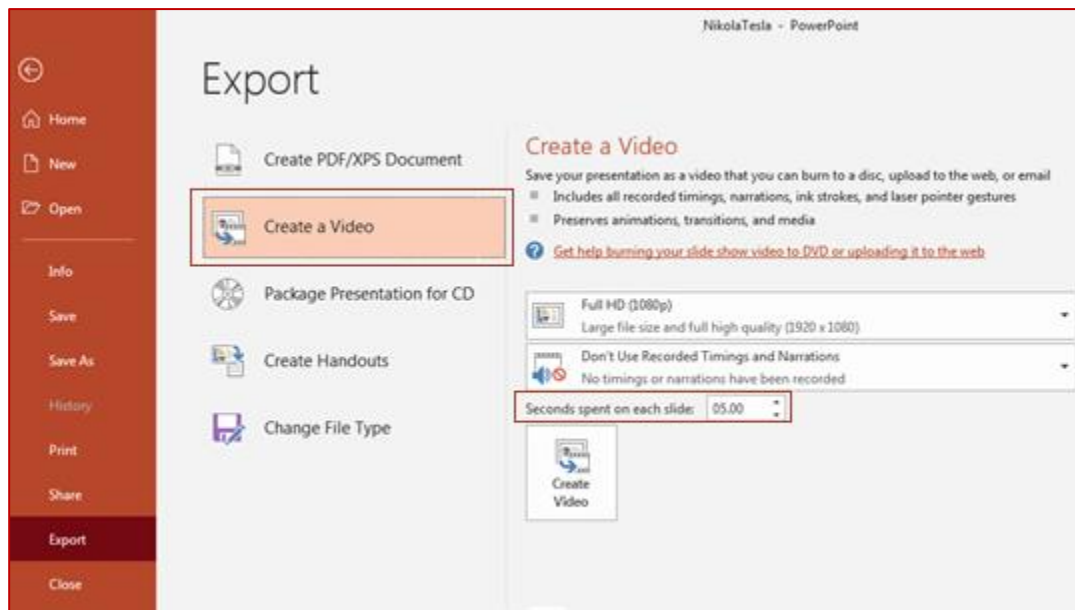 NikolaTesla - PowerPoint
Home
New
Open
Info
Save
Save As
History
Print
Share
Export
Close
Export
Create PDF/XPS Document
Create a Video
Package Presentation for CD
Create Handouts
Change File Type
Create a Video
Save your presentation as a video that you can burn to a disc, upload to the web, or email
Includes all recorded timings, narrations, ink strokes, and laser pointer gestures
Preserves animations, transitions, and media
Get help burning your slide show video to DVD or uploading it to the web
Full HD (1080p)
Large file size and full high quality (1920 x 1080)
Don't Use Recorded Timings and Narrations
No timings or narrations have been recorded
Seconds spent on each slide: 05.00
Create
Video